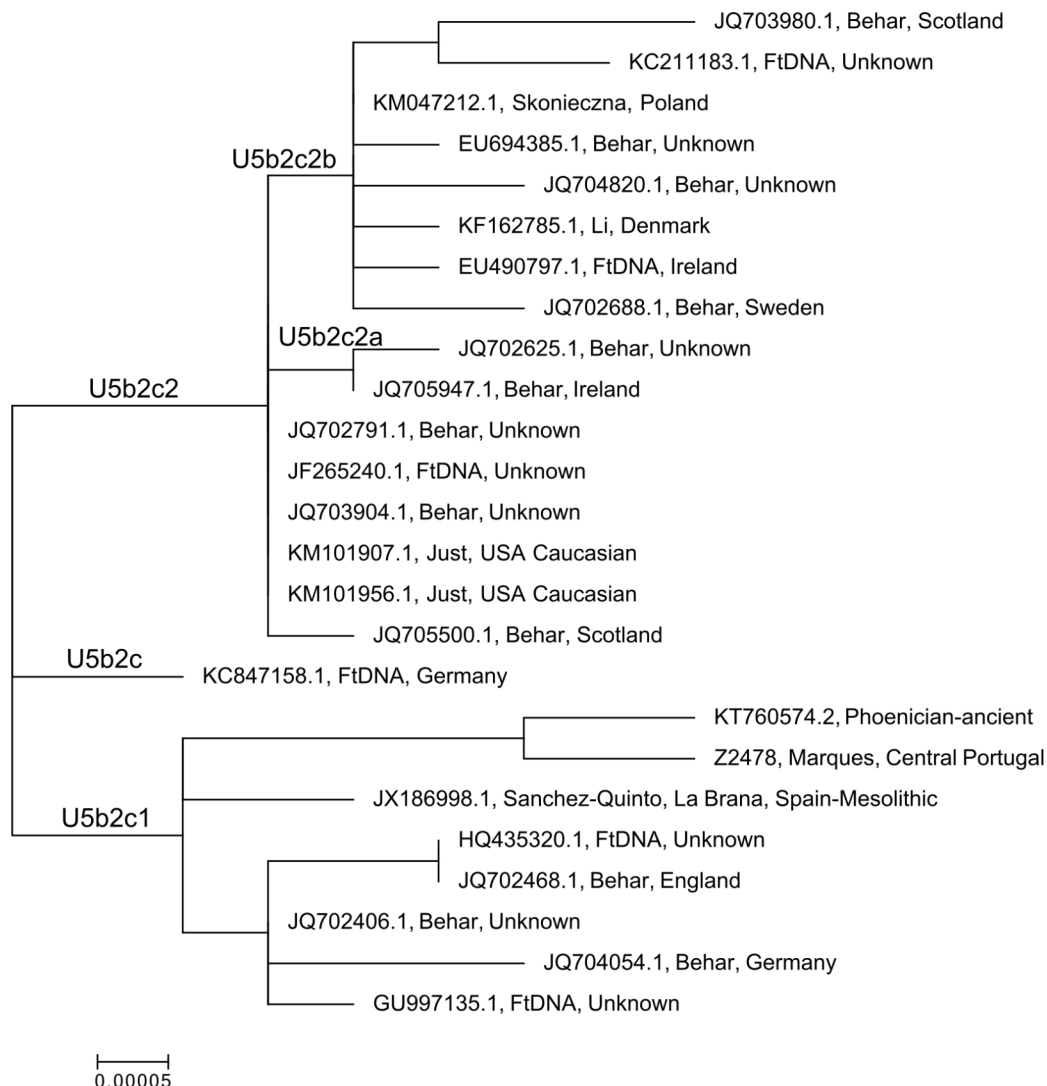 JQ703980.1, Behar, Scotland
KC211183.1, FtDNA, Unknown
KM047212.1, Skonieczna, Poland
EU694385.1, Behar, Unknown
U5b2c2b
JQ704820.1, Behar, Unknown
KF162785.1, Li, Denmark
EU490797.1, FtDNA, Ireland
JQ702688.1, Behar, Sweden
U5b2c2a
JQ702625.1, Behar, Unknown
U5b2c2
JQ705947.1, Behar, Ireland
JQ702791.1, Behar, Unknown
JF265240.1, FtDNA, Unknown
JQ703904.1, Behar, Unknown
KM101907.1, Just, USA Caucasian
KM101956.1, Just, USA Caucasian
JQ705500.1, Behar, Scotland
U5b2c
KC847158.1, FtDNA, Germany
KT760574.2, Phoenician-ancient
Z2478, Marques, Central Portugal
JX186998.1, Sanchez-Quinto, La Brana, Spain-Mesolithic
U5b2c1
HQ435320.1, FtDNA, Unknown
JQ702468.1, Behar, England
JQ702406.1, Behar, Unknown
JQ704054.1, Behar, Germany
GU997135.1, FtDNA, Unknown
0.00005